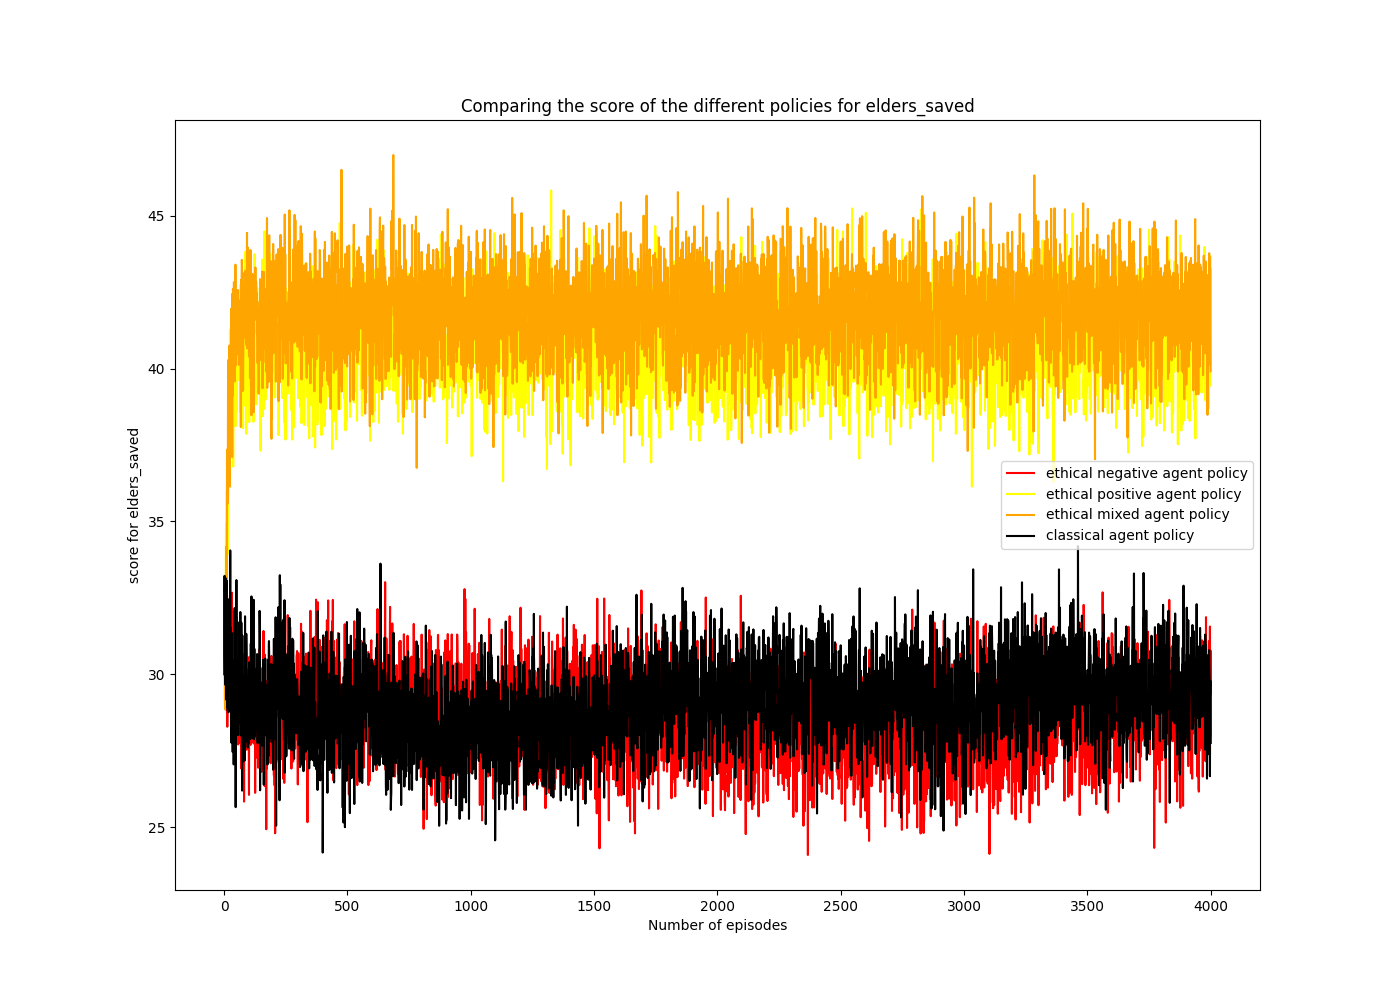 Comparing the score of the different policies for elders_saved
45
40
35
30
25
score for elders_saved
ethical negative agent policy
ethical positive agent policy
ethical mixed agent policy
classical agent policy
0 500 1000 1500 2000 2500 3000 3500 4000
Number of episodes